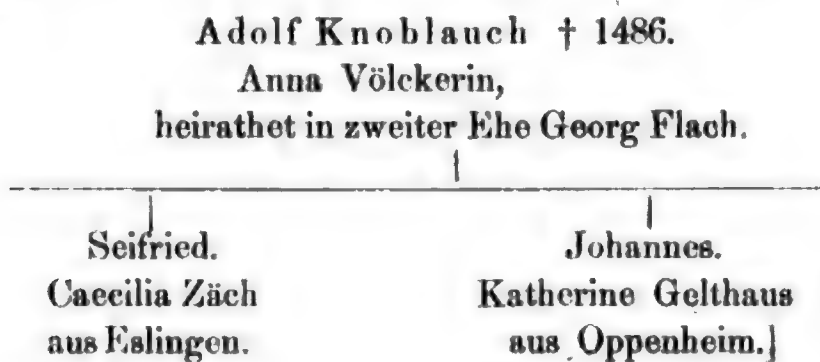 Adolf Knoblauch † 1486.
Anna Völckerin,
heirathet in zweiter Ehe Georg Flach.
Seifried.
Caecilia Zäch
aus Eslingen.
Johannes.
Katherine Gelthaus
aus Oppenheim.]